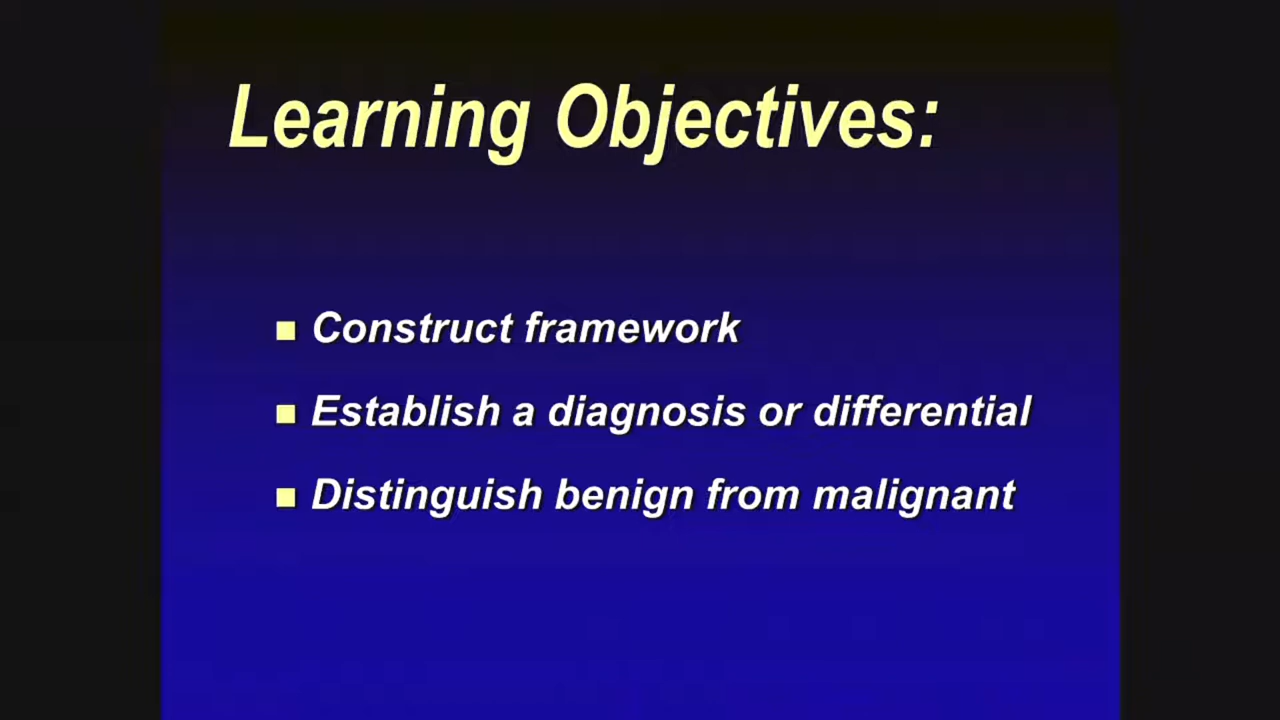 Learning Objectives:
Construct framework
Establish a diagnosis or differential
Distinguish benign from malignant